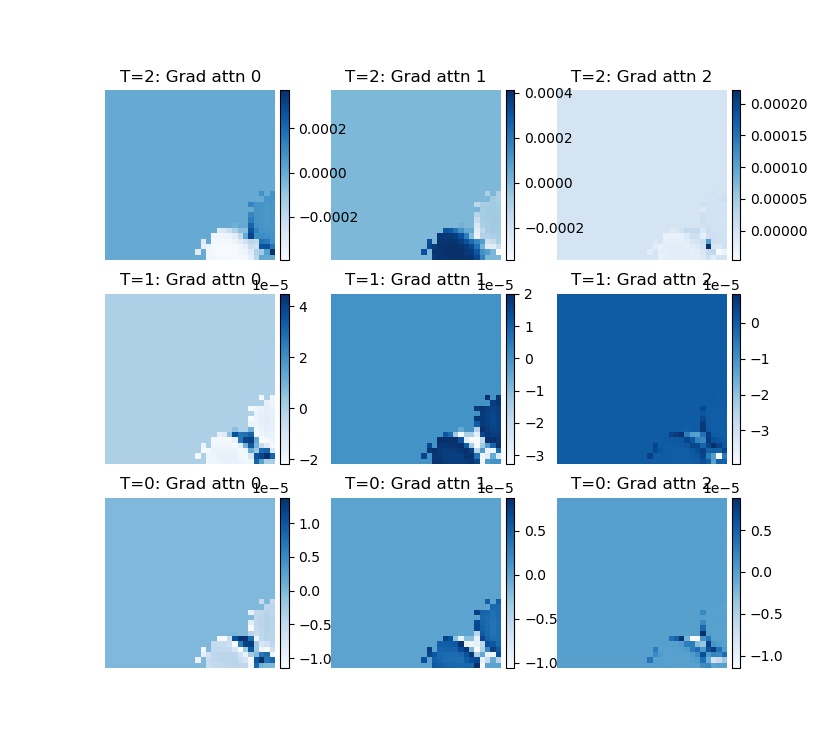 T=2: Grad attn 0
T=2: Grad attn 1
T=2: Grad attn 2
0.0002
0.0000
−0.0002
0.0004
0.0002
0.0000
−0.0002
0.00020
0.00015
0.00010
0.00005
0.00000
T=1: Grad attn 0
1e−5
T=1: Grad attn 1
1e−5
T=1: Grad attn 2
1e−5
4
2
0
−2
2
1
0
−1
−2
−3
0
−1
−2
−3
T=0: Grad attn 0
1e−5
T=0: Grad attn 1
1e−5
T=0: Grad attn 2
1e−5
1.0
0.5
0.0
−0.5
−1.0
0.5
0.0
−0.5
−1.0
0.5
0.0
−0.5
−1.0